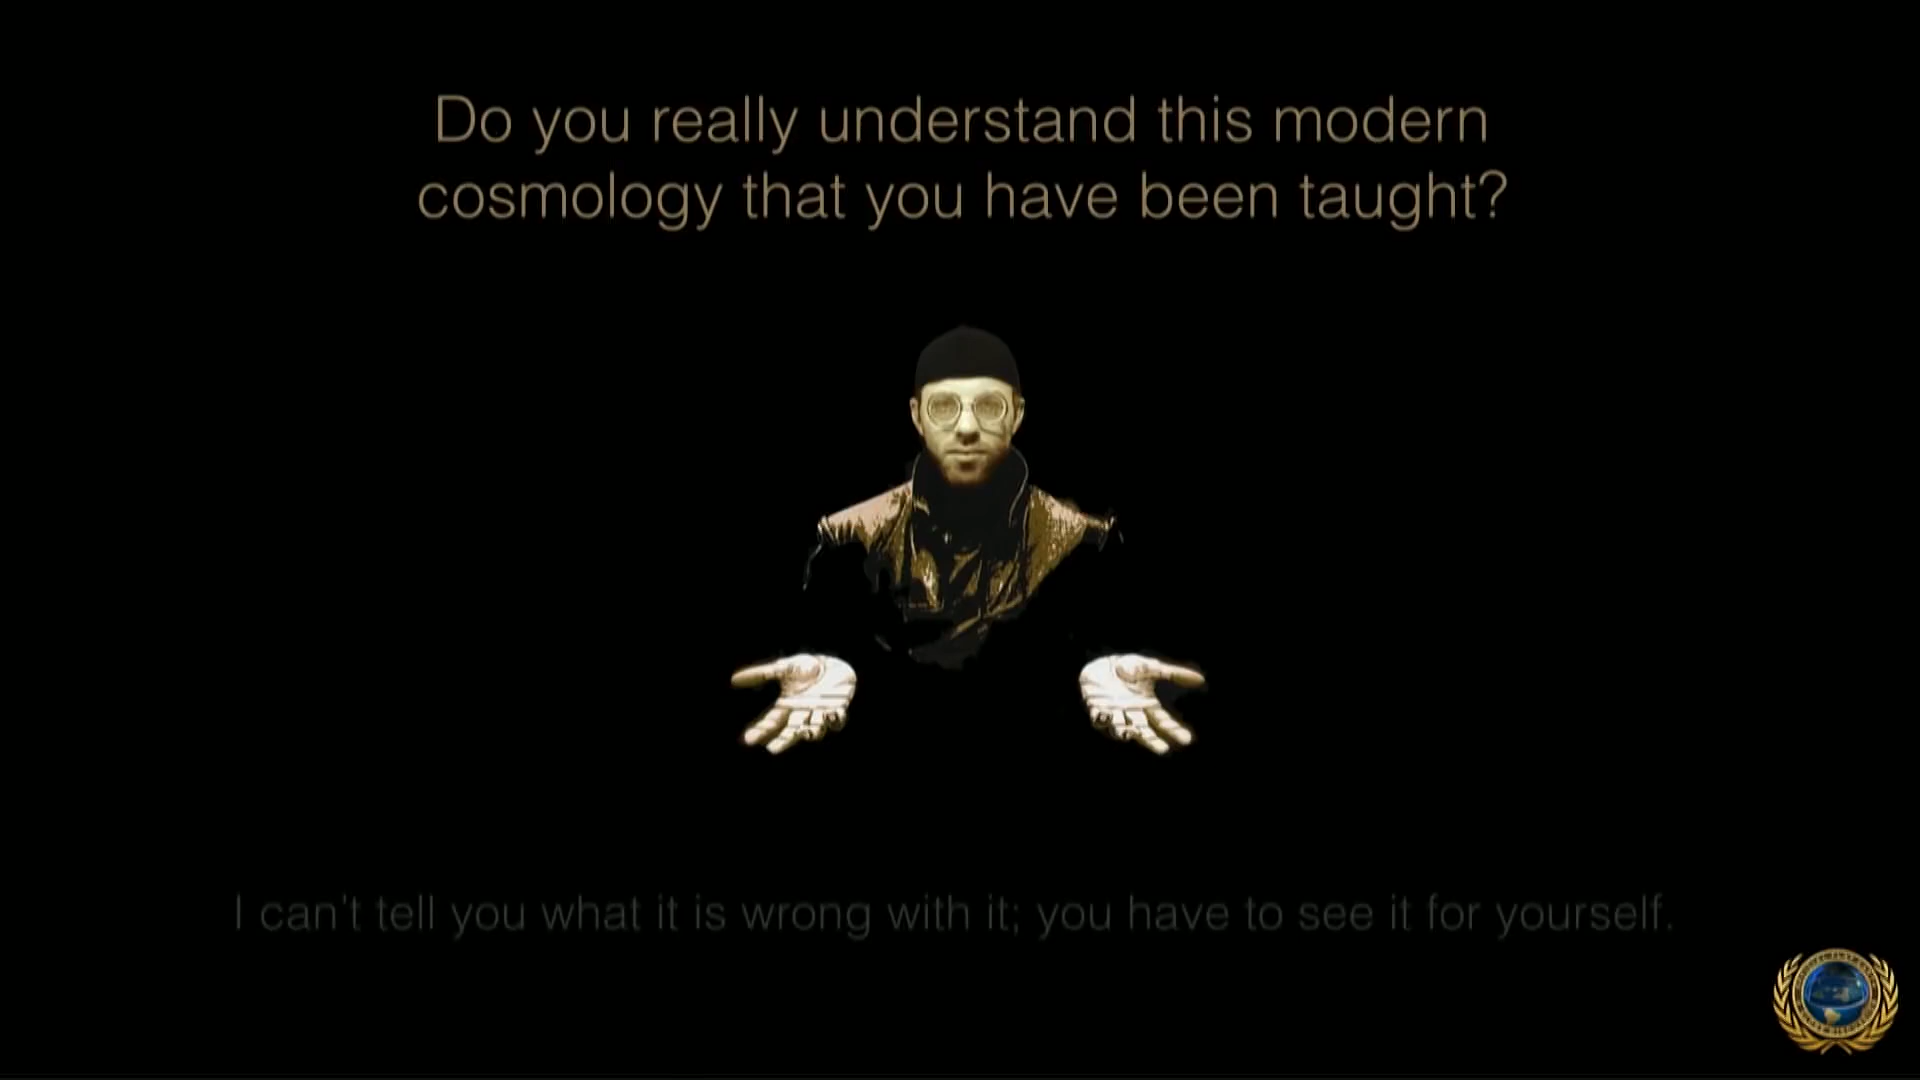 Do you really understand this modern
cosmology that you have been taught?
I can't tell you what it is wrong with it; you have to see it for yourself.